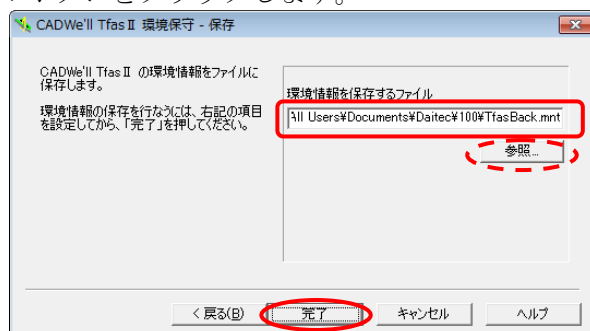 CADWe'll Tfas Ⅱ 環境保守 - 保存
CADWe'll Tfas Ⅱ の環境情報をファイルに
保存します。
環境情報の保存を行なうには、右記の項目
を設定してから、「完了」を押してください。
環境情報を保存するファイル
All Users¥Documents¥Daitec¥100¥TfasBack.mnt
参照...
< 戻る(B)
完了
キャンセル
ヘルプ